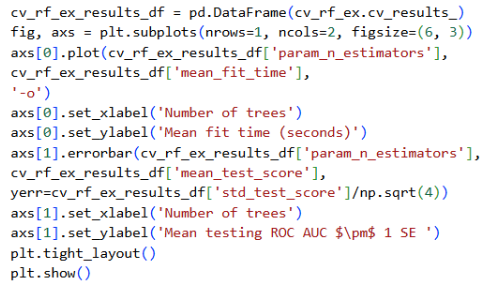 cv_rf_ex_results_df = pd.DataFrame(cv_rf_ex.cv_results_)
fig, axs = plt.subplots(nrows=1, ncols=2, figsize=(6, 3))
axs[0].plot(cv_rf_ex_results_df['param_n_estimators'],
cv_rf_ex_results_df['mean_fit_time'],
'-o')
axs[0].set_xlabel('Number of trees')
axs[0].set_ylabel('Mean fit time (seconds)')
axs[1].errorbar(cv_rf_ex_results_df['param_n_estimators'],
cv_rf_ex_results_df['mean_test_score'],
yerr=cv_rf_ex_results_df['std_test_score']/np.sqrt(4))
axs[1].set_xlabel('Number of trees')
axs[1].set_ylabel('Mean testing ROC AUC $\pm$ 1 SE ')
plt.tight_layout()
plt.show()